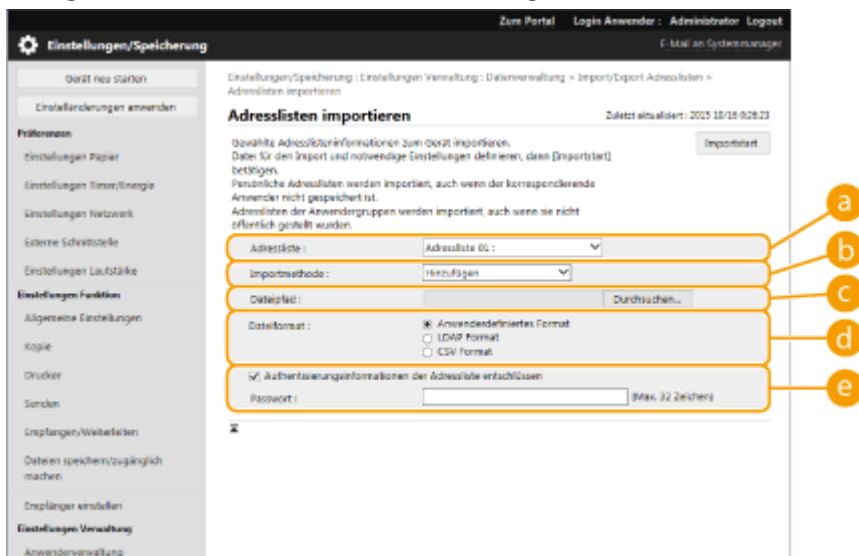 Zum Portal Login Anwender : Administrator Logout
Einstellungen/Speicherung
E-Mail an Systemmanager
Gerät neu starten
Einstelländerungen anwenden
Präferenzen
Einstellungen Papier
Einstellungen Timer/Energie
Einstellungen Netzwerk
Externe Schnittstelle
Einstellungen Lautstärke
Einstellungen Funktion
Allgemeine Einstellungen
Kopie
Drucker
Senden
Empfangen/Weiterleiten
Dateien speichern/zugänglich
machen
Empfänger einstellen
Einstellungen Verwaltung
Anwenderverwaltung
Einstellungen/Speicherung : Einstellungen Verwaltung : Datenverwaltung > Import/Export Adresslisten >
Adresslisten importieren
Adresslisten importieren
Zuletzt aktualisiert : 2015 10/16 9:26:23
Gewählte Adresslisteninformationen zum Gerät importieren.
Importstart
Datei für den Import und notwendige Einstellungen definieren, dann [Importstart]
betätigen.
Persönliche Adresslisten werden importiert, auch wenn der korrespondierende
Anwender nicht gespeichert ist.
Adresslisten der Anwendergruppen werden importiert, auch wenn sie nicht
öffentlich gestellt wurden.
Adressliste : Adressliste 01 :
a
Importmethode : Hinzufügen
b
Dateipfad : Durchsuchen...
c
Dateiformat : Anwenderdefiniertes Format
LDAP Format
CSV Format
d
Authentisierungsinformationen der Adressliste entschlüssen
Passwort : (Max. 32 Zeichen)
e